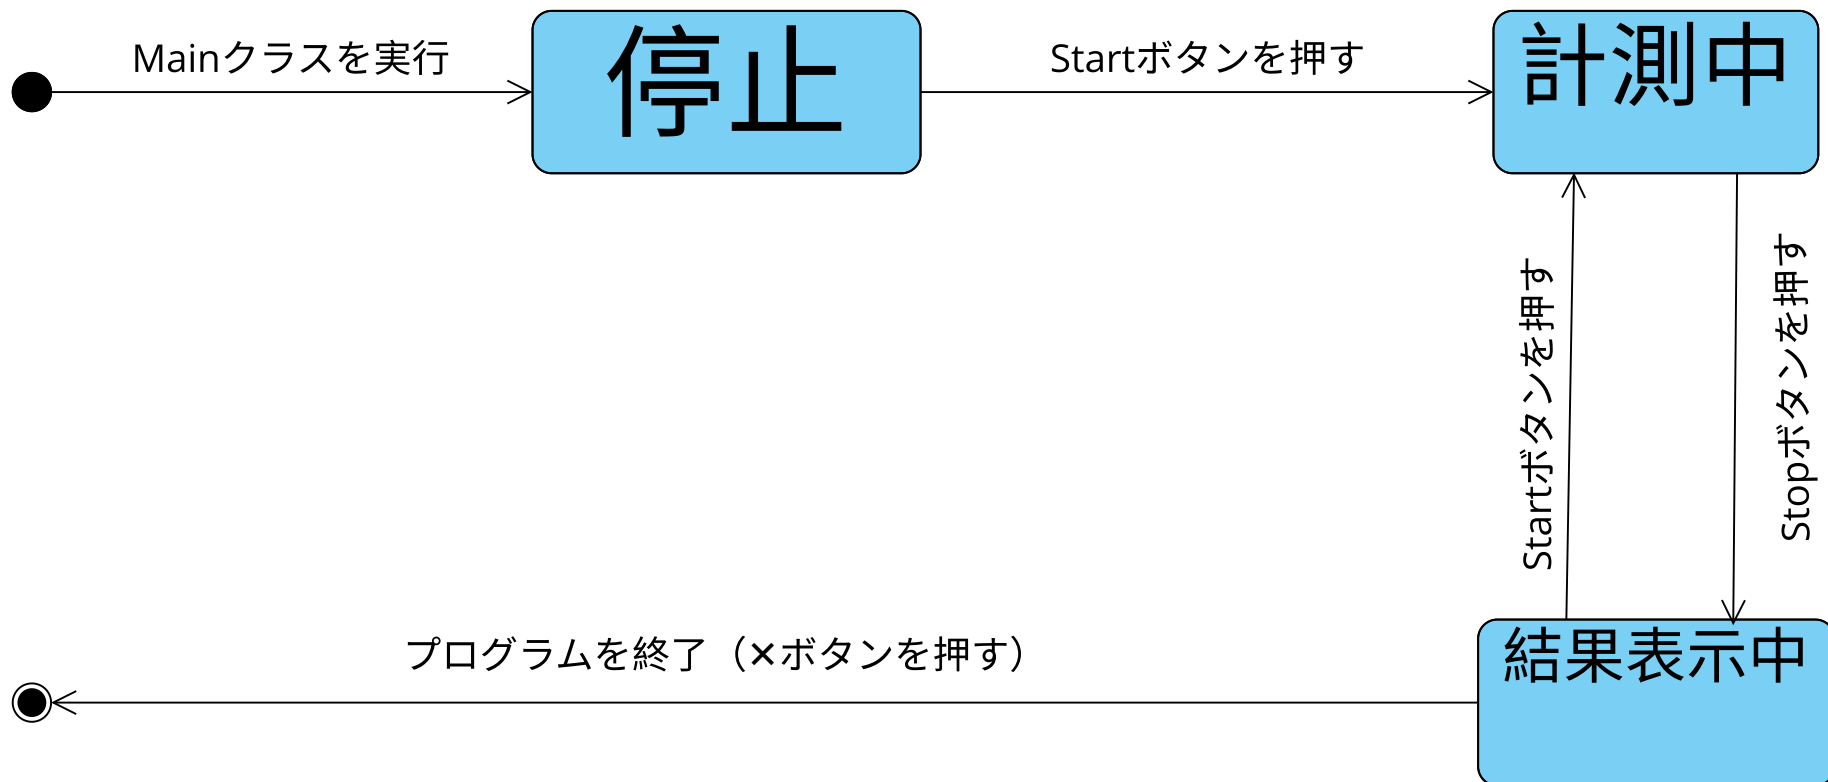 Mainクラスを実行
停止
Startボタンを押す
計測中
Startボタンを押す
Stopボタンを押す
プログラムを終了（×ボタンを押す）
結果表示中